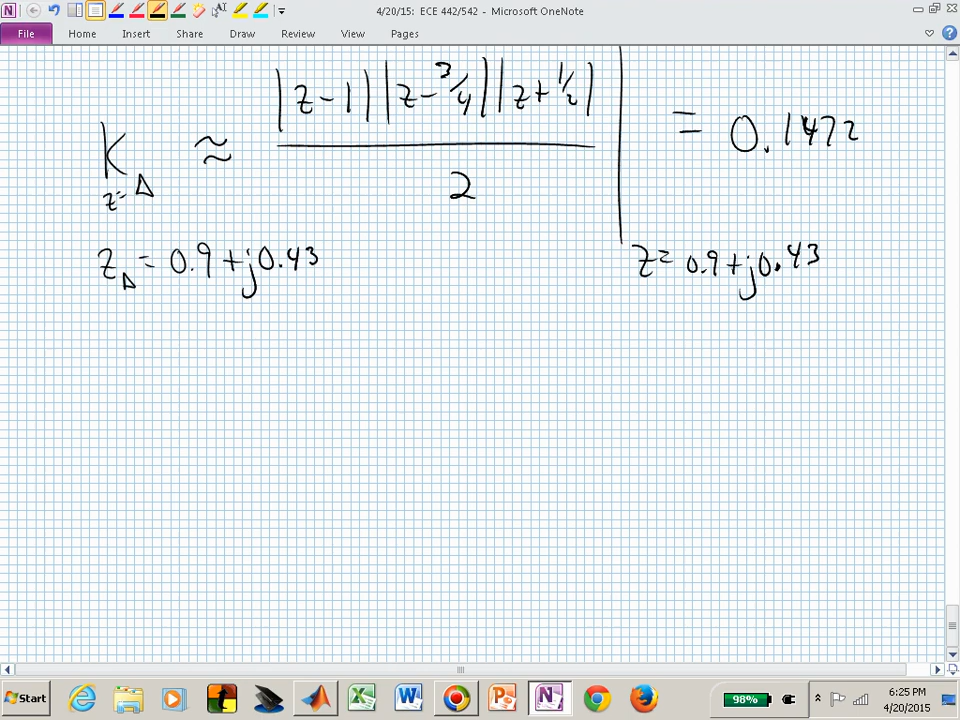 4/20/15: ECE 442/542 - Microsoft OneNote
File Home Insert Share Draw Review View Pages
|z-1||z-3/4||z+1/2|
K z=Δ ≈ = 0.1472
2
z Δ = 0.9+j0.43 z=0.9+j0.43
Start 98% 6:25 PM
4/20/2015